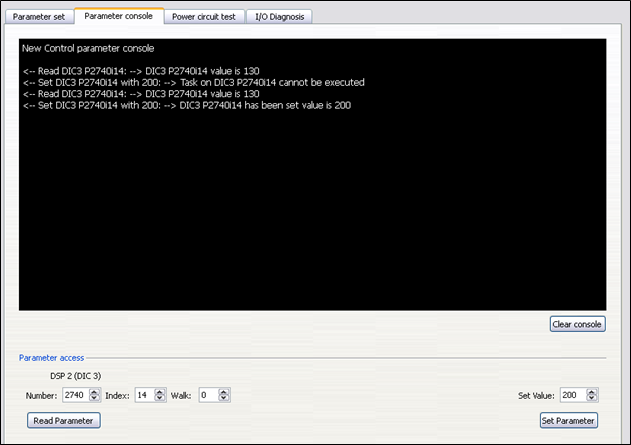 Parameter set Parameter console Power circuit test I/O Diagnosis
New Control parameter console
<-- Read DIC3 P2740i14: --> DIC3 P2740i14 value is 130
<-- Set DIC3 P2740i14 with 200: --> Task on DIC3 P2740i14 cannot be executed
<-- Read DIC3 P2740i14: --> DIC3 P2740i14 value is 130
<-- Set DIC3 P2740i14 with 200: --> DIC3 P2740i14 has been set value is 200
Clear console
Parameter access
DSP 2 (DIC 3)
Number: 2740 Index: 14 Walk: 0 Set Value: 200
Read Parameter Set Parameter